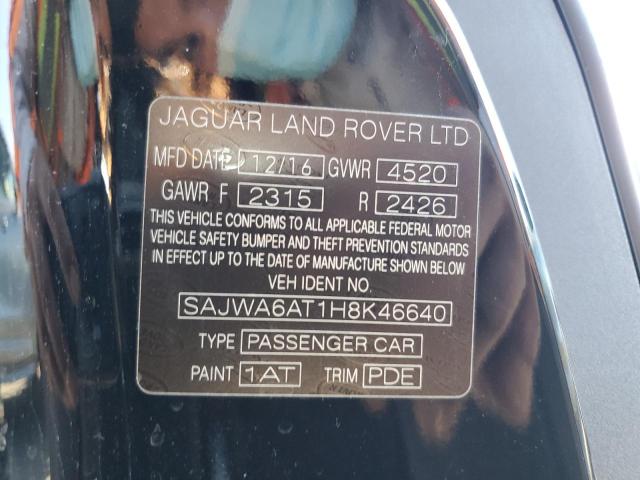 JAGUAR LAND ROVER LTD
MFD DATE 12/16 GVWR 4520
GAWR F 2315 R 2426
THIS VEHICLE CONFORMS TO ALL APPLICABLE FEDERAL MOTOR
VEHICLE SAFETY BUMPER AND THEFT PREVENTION STANDARDS
IN EFFECT UP TO THE DATE OF MANUFACTURE SHOWN BELOW
VEH IDENT NO.
SAJWA6AT1H8K46640
TYPE PASSENGER CAR
PAINT 1AT TRIM PDE